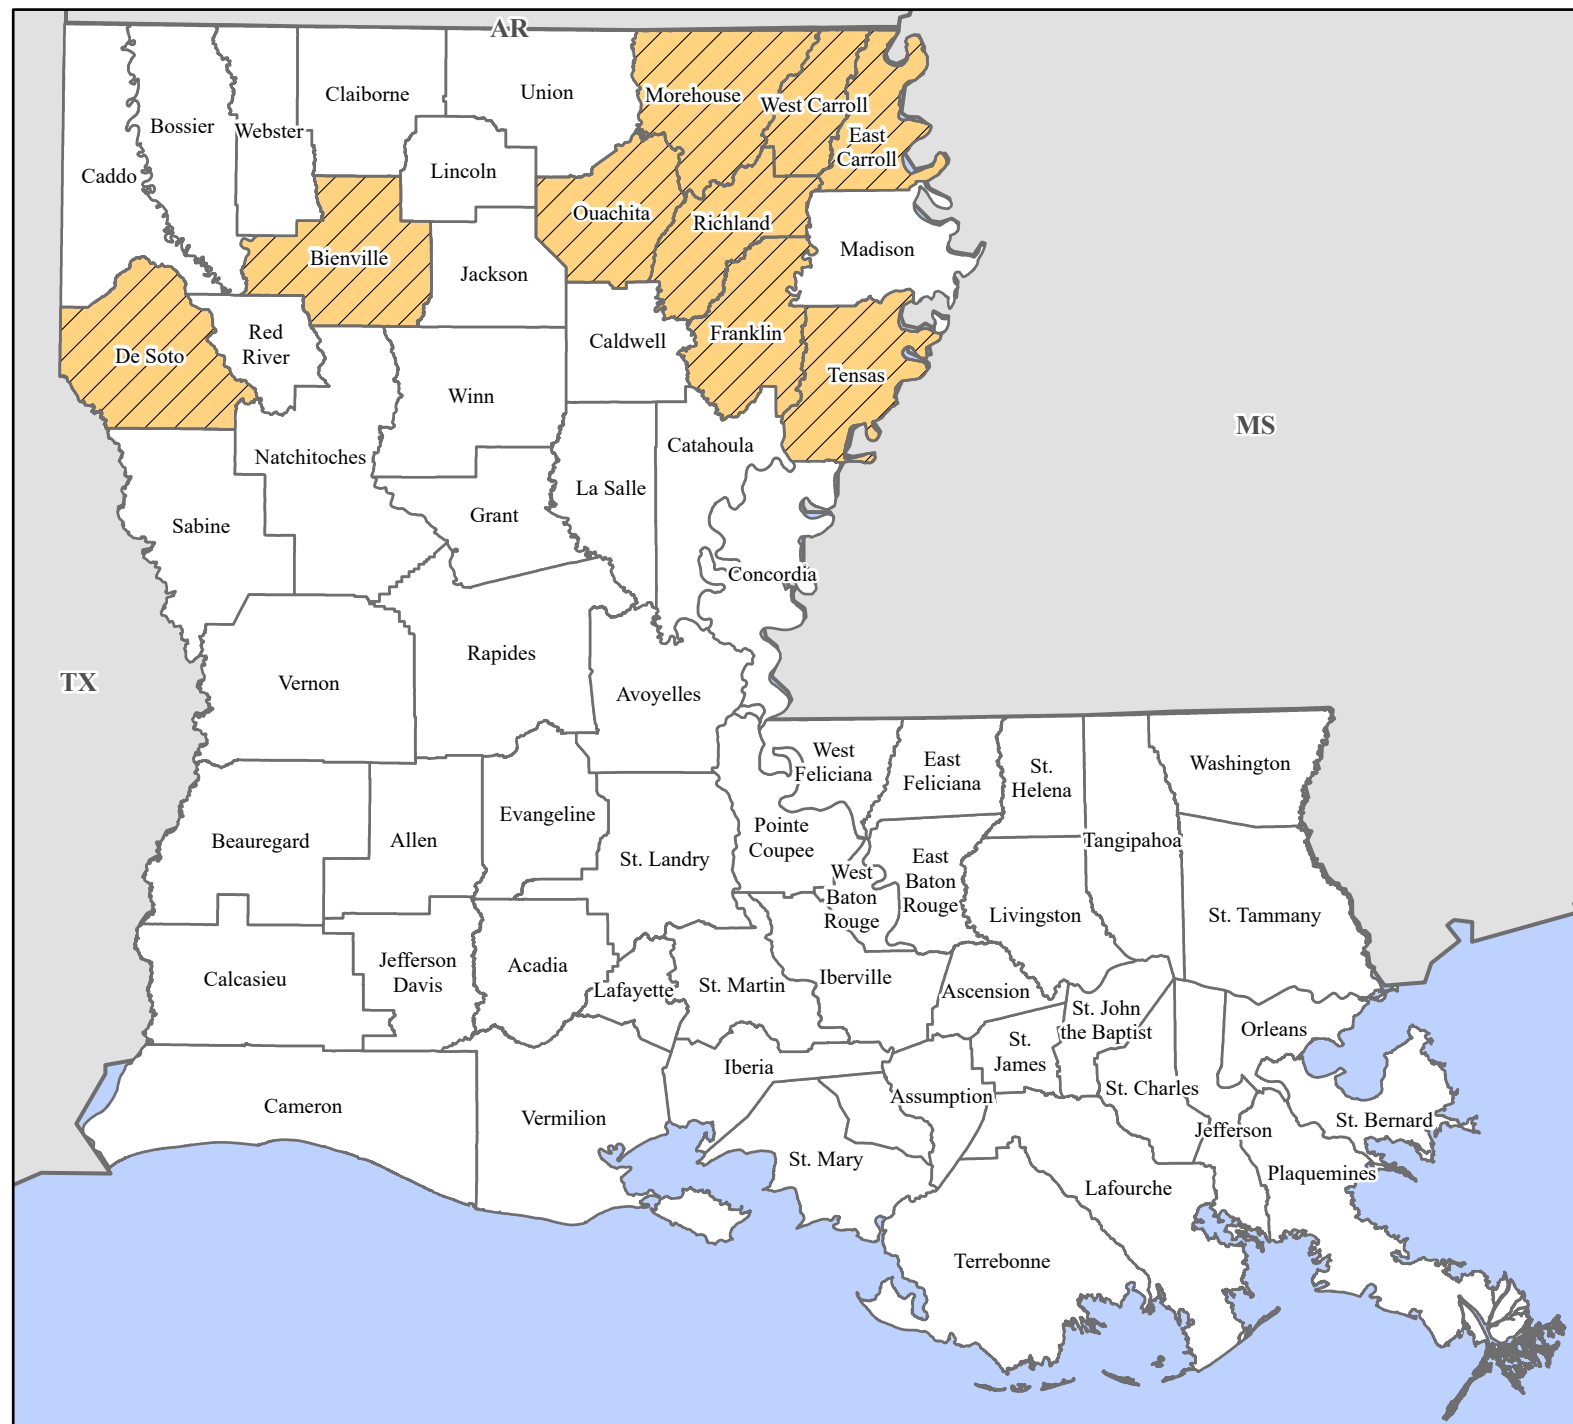 AR
Claiborne
Union
Morehouse
West Carroll
Bossier
Webster
East
Carroll
Caddo
Lincoln
Ouachita
Richland
Madison
Bienville
Jackson
Red
River
De Soto
Caldwell
Franklin
Tensas
Winn
MS
Natchitoches
Catahoula
La Salle
Sabine
Grant
Concordia
TX
Vernon
Rapides
Avoyelles
West
Feliciana
East
Feliciana
St.
Helena
Washington
Beauregard
Allen
Evangeline
St. Landry
Pointe
Coupee
Tangipahoa
West
Baton
Rouge
East
Baton
Rouge
Livingston
St. Tammany
Calcasieu
Jefferson
Davis
Acadia
Lafayette
St. Martin
Iberville
Ascension
St. John
the Baptist
Orleans
St.
James
Iberia
Cameron
Vermilion
Assumption
St. Charles
Jefferson
St. Bernard
St. Mary
Plaquemines
Lafourche
Terrebonne